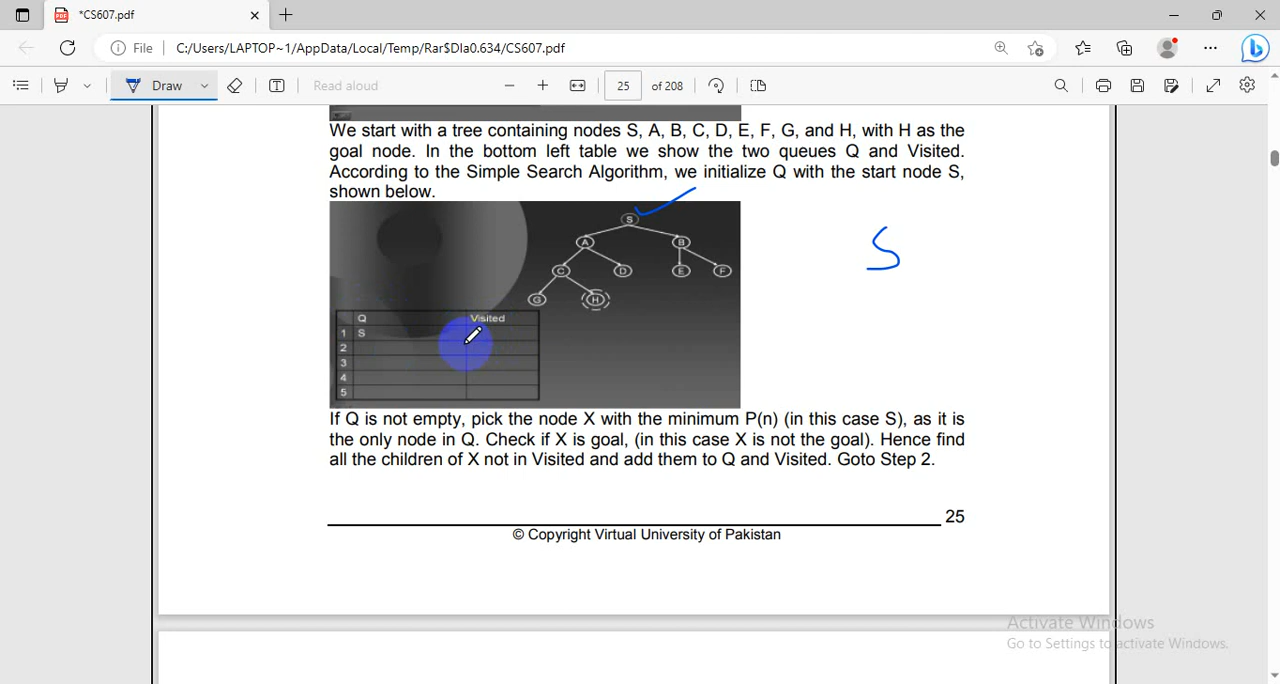 *CS607.pdf
File C:/Users/LAPTOP~1/AppData/Local/Temp/Rar$DIa0.634/CS607.pdf
Draw Read aloud 25 of 208
We start with a tree containing nodes S, A, B, C, D, E, F, G, and H, with H as the
goal node. In the bottom left table we show the two queues Q and Visited.
According to the Simple Search Algorithm, we initialize Q with the start node S,
shown below.
S
A B
C D E F
G H
S
Q Visited
1 S
2
3
4
5
If Q is not empty, pick the node X with the minimum P(n) (in this case S), as it is
the only node in Q. Check if X is goal, (in this case X is not the goal). Hence find
all the children of X not in Visited and add them to Q and Visited. Goto Step 2.
25
© Copyright Virtual University of Pakistan
Activate Windows
Go to Settings to activate Windows.